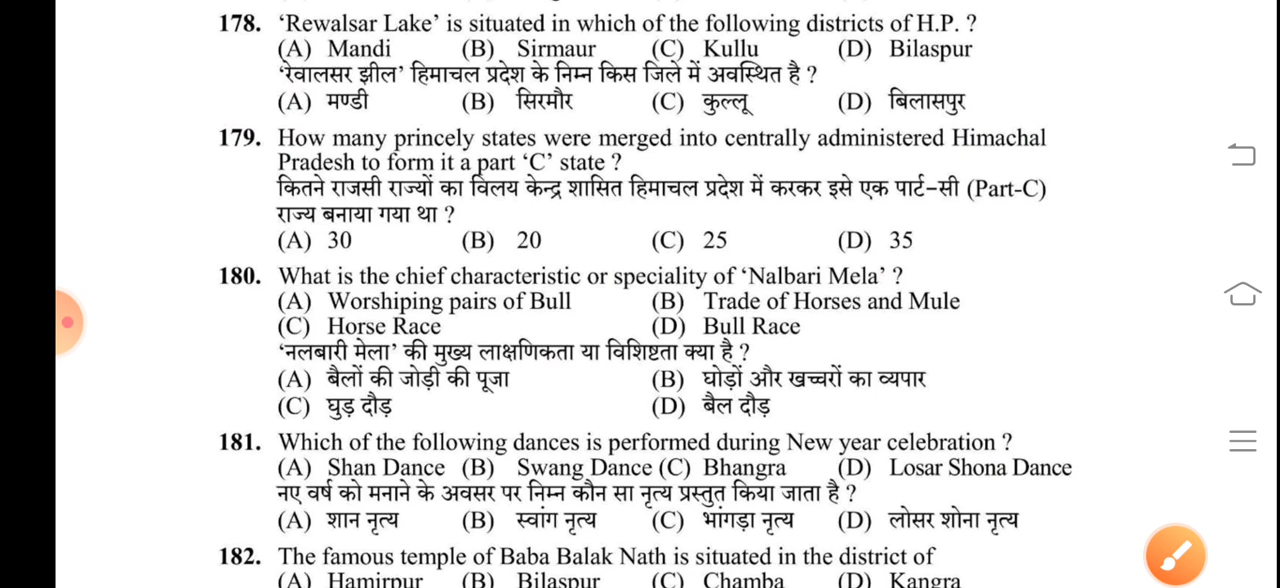 178. ‘Rewalsar Lake’ is situated in which of the following districts of H.P. ?
(A) Mandi (B) Sirmaur (C) Kullu (D) Bilaspur
‘रेवालसर झील’ हिमाचल प्रदेश के निम्न किस जिले में अवस्थित है ?
(A) मण्डी (B) सिरमौर (C) कुल्लू (D) बिलासपुर
179. How many princely states were merged into centrally administered Himachal
Pradesh to form it a part ‘C’ state ?
कितने राजसी राज्यों का विलय केन्द्र शासित हिमाचल प्रदेश में करकर इसे एक पार्ट-सी (Part-C)
राज्य बनाया गया था ?
(A) 30 (B) 20 (C) 25 (D) 35
180. What is the chief characteristic or speciality of ‘Nalbari Mela’ ?
(A) Worshiping pairs of Bull (B) Trade of Horses and Mule
(C) Horse Race (D) Bull Race
‘नलबारी मेला’ की मुख्य लाक्षणिकता या विशिष्टता क्या है ?
(A) बैलों की जोड़ी की पूजा (B) घोड़ों और खच्चरों का व्यपार
(C) घुड़ दौड़ (D) बैल दौड़
181. Which of the following dances is performed during New year celebration ?
(A) Shan Dance (B) Swang Dance (C) Bhangra (D) Losar Shona Dance
नए वर्ष को मनाने के अवसर पर निम्न कौन सा नृत्य प्रस्तुत किया जाता है ?
(A) शान नृत्य (B) स्वांग नृत्य (C) भांगड़ा नृत्य (D) लोसर शोना नृत्य
182. The famous temple of Baba Balak Nath is situated in the district of
(A) Hamirpur (B) Bilaspur (C) Chamba (D) Kangra